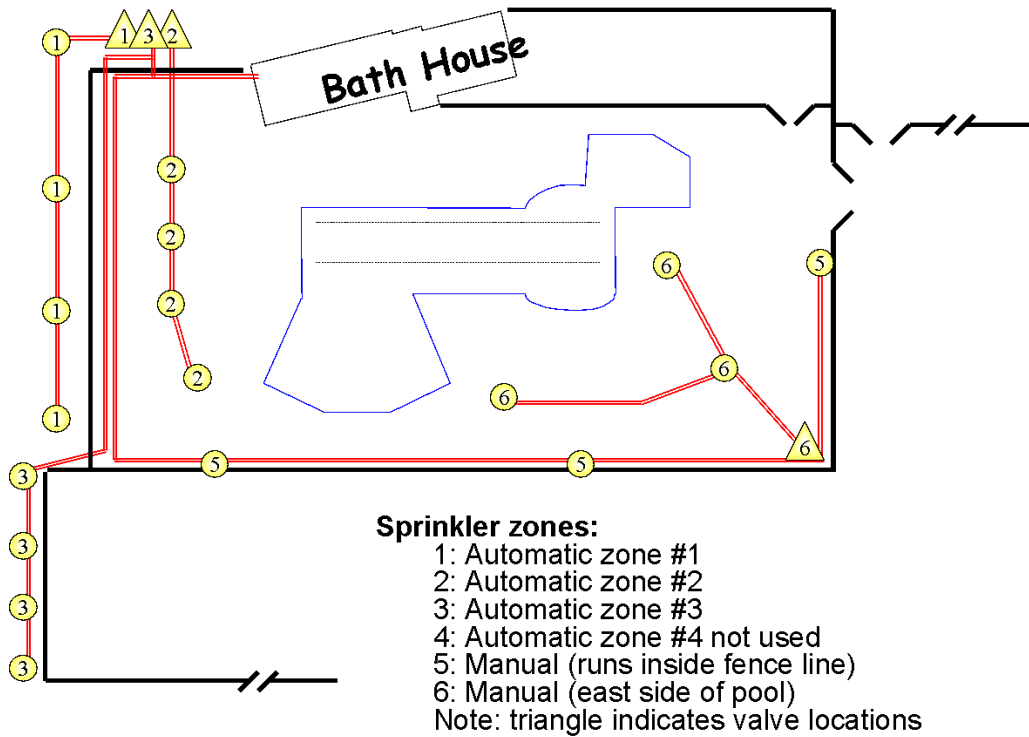 1 3 2
1
Bath House
2
1
2
6
5
2
1
6
2
6
1
6
5
5
3
3
3
3
Sprinkler zones:
1: Automatic zone #1
2: Automatic zone #2
3: Automatic zone #3
4: Automatic zone #4 not used
5: Manual (runs inside fence line)
6: Manual (east side of pool)
Note: triangle indicates valve locations